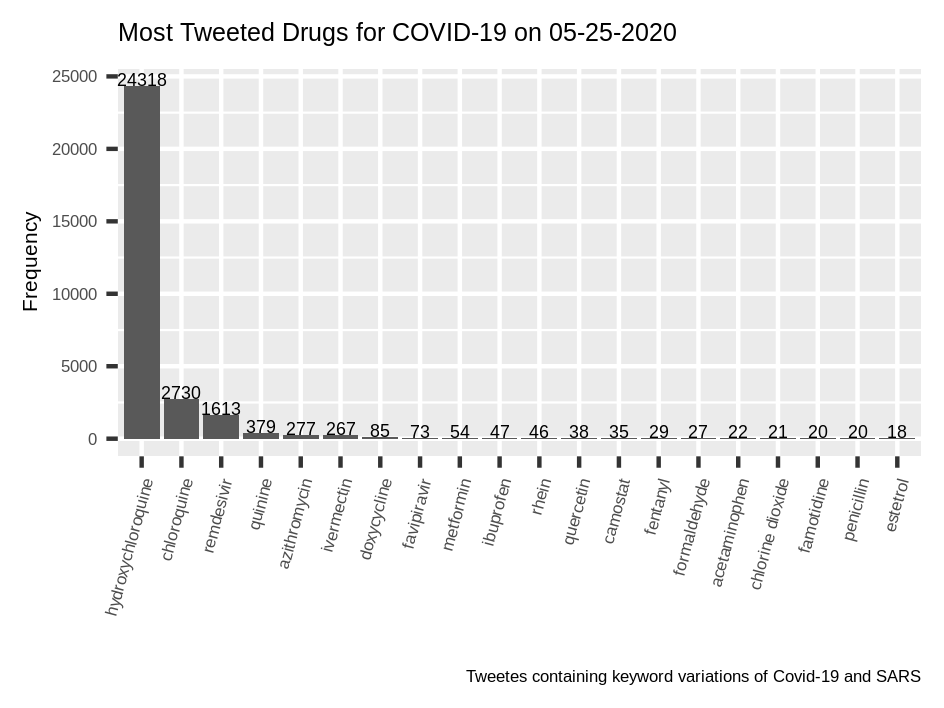 Most Tweeted Drugs for COVID-19 on 05-25-2020
Frequency
25000
20000
15000
10000
5000
0
24318
2730
1613
379
277
267
85
73
54
47
46
38
35
29
27
22
21
20
20
18
hydroxychloroquine
chloroquine
remdesivir
quinine
azithromycin
ivermectin
doxycycline
favipiravir
metformin
ibuprofen
rhein
quercetin
camostat
fentanyl
formaldehyde
acetaminophen
chlorine dioxide
famotidine
penicillin
estetrol
Tweetes containing keyword variations of Covid-19 and SARS